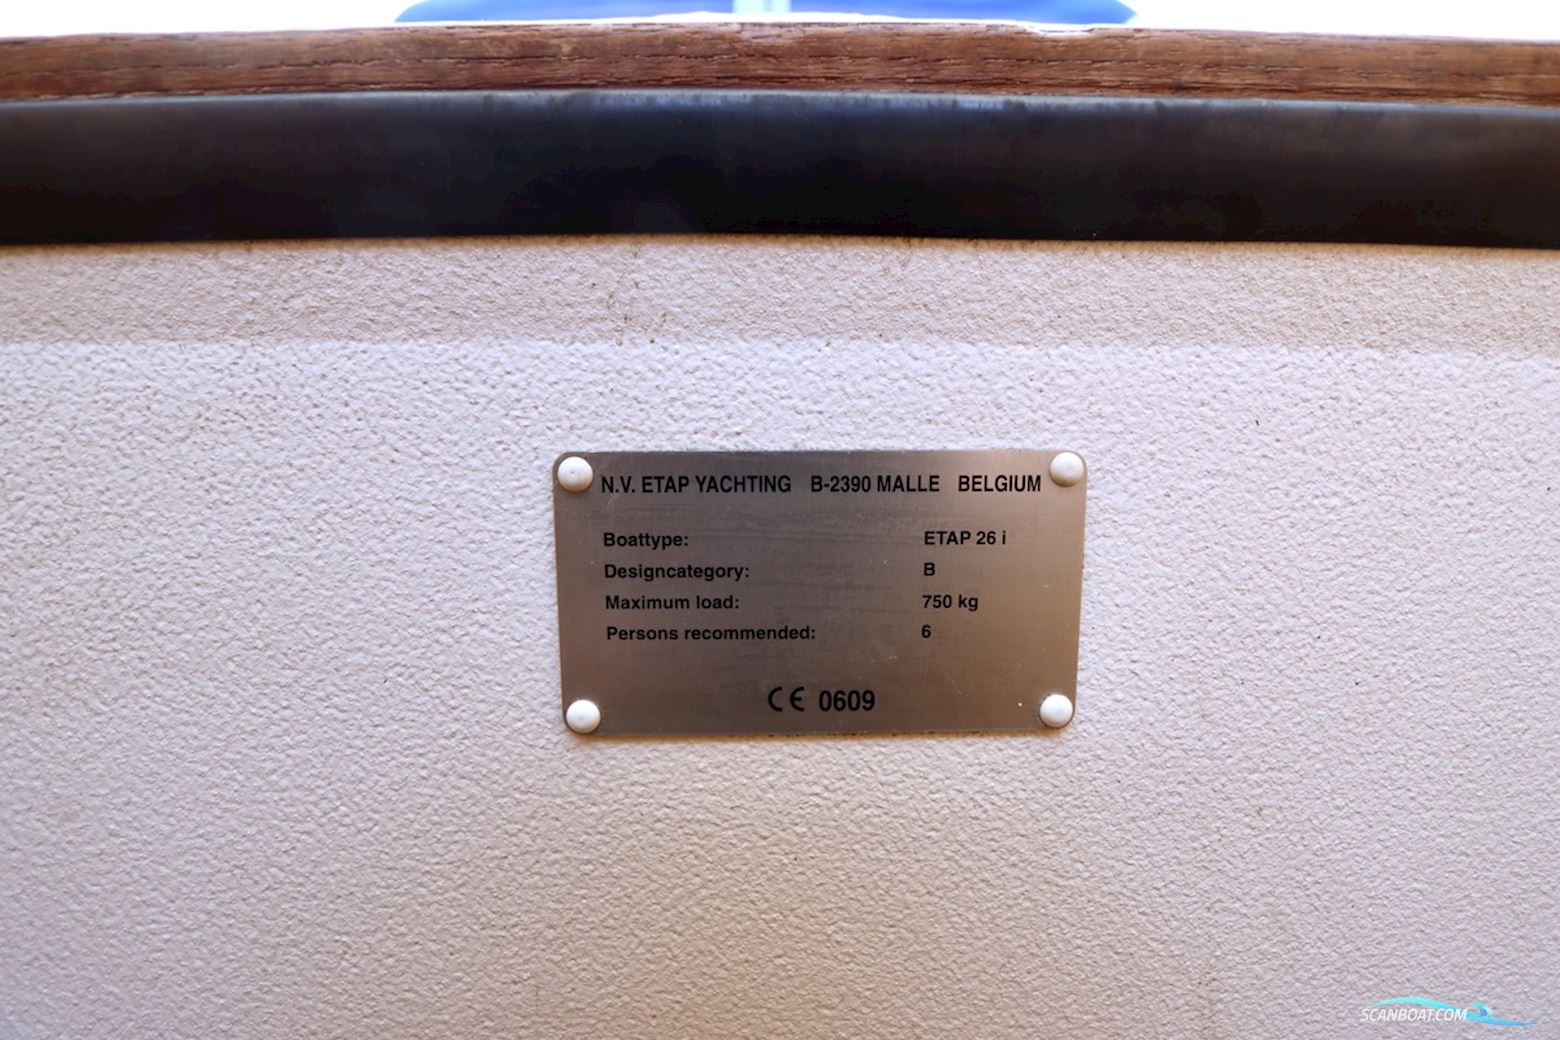 N.V. ETAP YACHTING B-2390 MALLE BELGIUM
Boattype: ETAP 26 i
Designcategory: B
Maximum load: 750 kg
Persons recommended: 6
CE 0609
SCANBOAT.COM